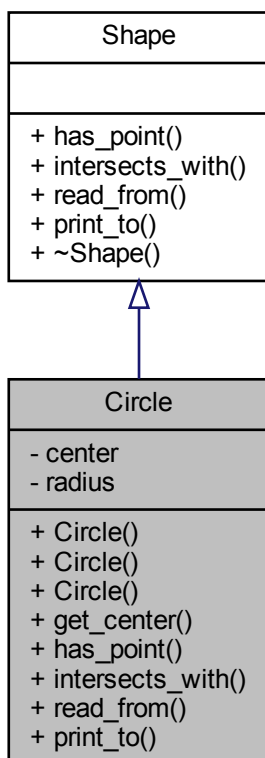 Shape
+ has_point()
+ intersects_with()
+ read_from()
+ print_to()
+ ~Shape()
Circle
- center
- radius
+ Circle()
+ Circle()
+ Circle()
+ get_center()
+ has_point()
+ intersects_with()
+ read_from()
+ print_to()